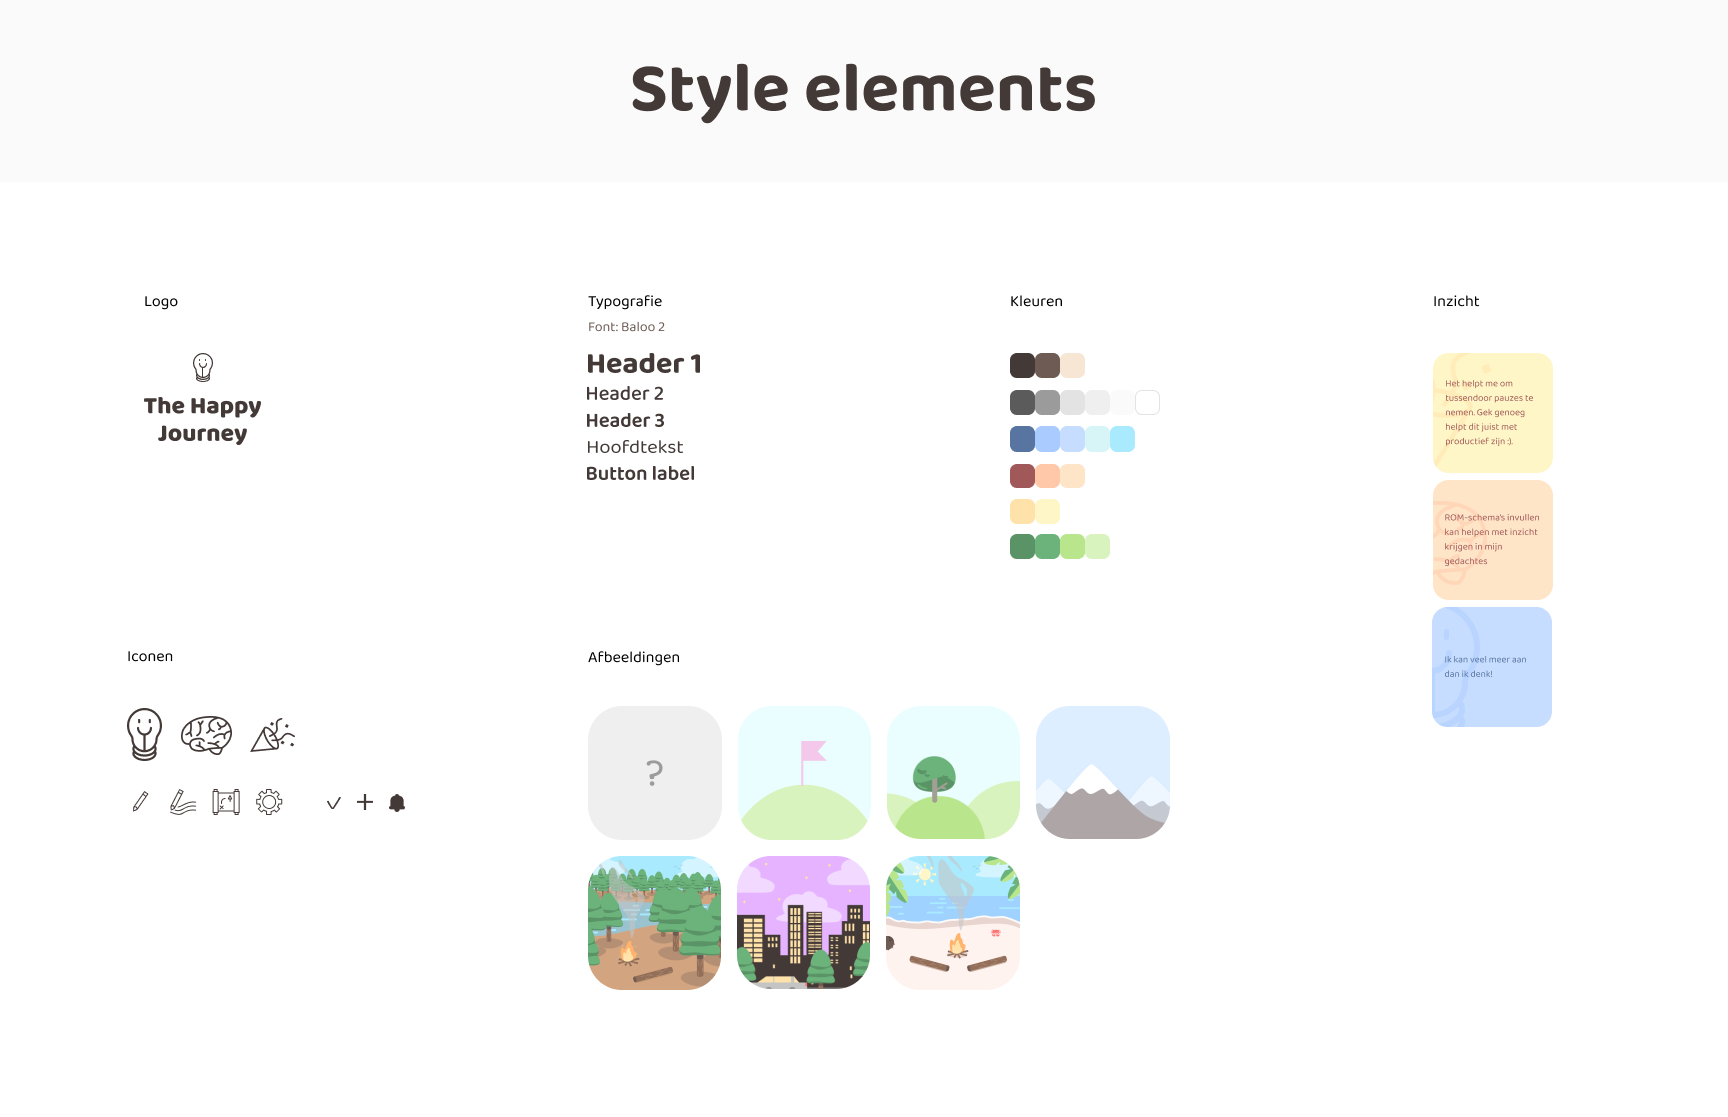 Style elements
Logo
The Happy
Journey
Typografie
Font: Baloo 2
Header 1
Header 2
Header 3
Hoofdtekst
Button label
Kleuren
Inzicht
Het helpt me om
tussendoor pauzes te
nemen. Gek genoeg
helpt dit juist met
productief zijn :).
ROM-schema's invullen
kan helpen met inzicht
krijgen in mijn
gedachtes
Ik kan veel meer aan
dan ik denk!
Iconen
Afbeeldingen
?